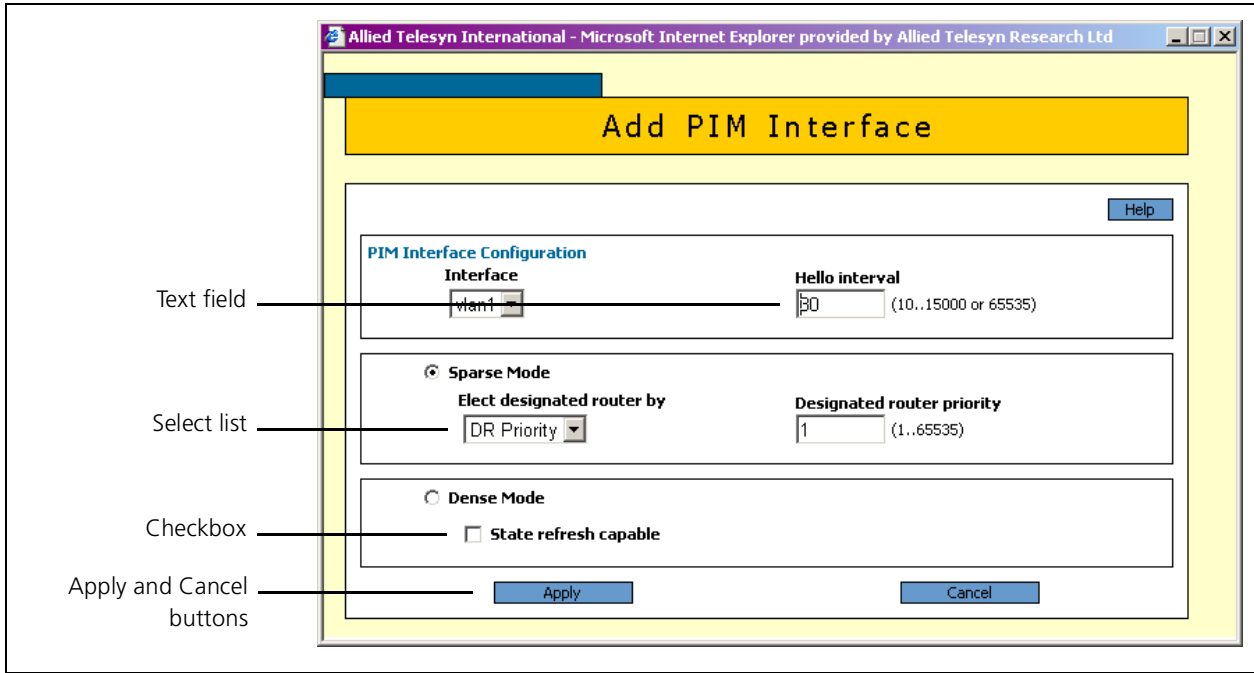 Allied Telesyn International - Microsoft Internet Explorer provided by Allied Telesyn Research Ltd
Add PIM Interface
Help
PIM Interface Configuration
Interface
Hello interval
Text field
vlan1
30
(10..15000 or 65535)
Sparse Mode
Elect designated router by
Designated router priority
Select list
DR Priority
1
(1..65535)
Dense Mode
Checkbox
State refresh capable
Apply and Cancel
buttons
Apply
Cancel